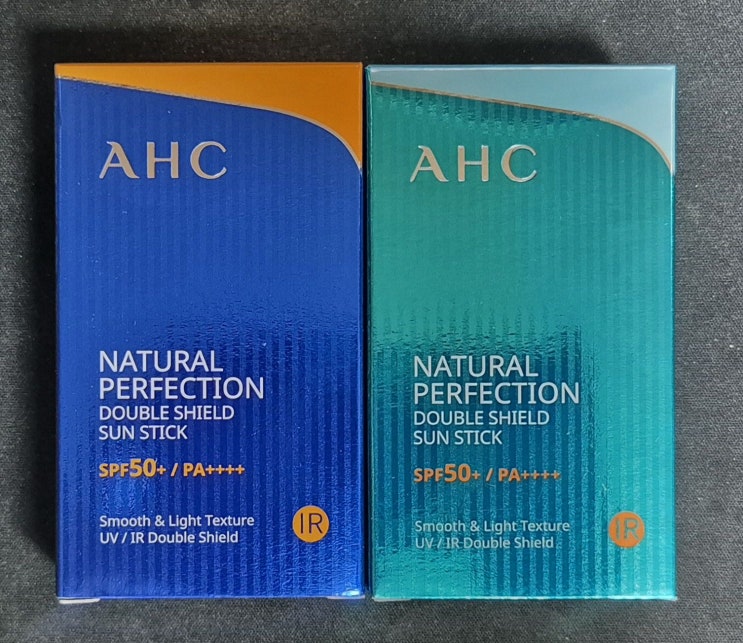 AHC
NATURAL
PERFECTION
DOUBLE SHIELD
SUN STICK
SPF50+ / PA++++
Smooth & Light Texture
UV / IR Double Shield
IR
AHC
NATURAL
PERFECTION
DOUBLE SHIELD
SUN STICK
SPF50+ / PA++++
Smooth & Light Texture
UV / IR Double Shield
IR